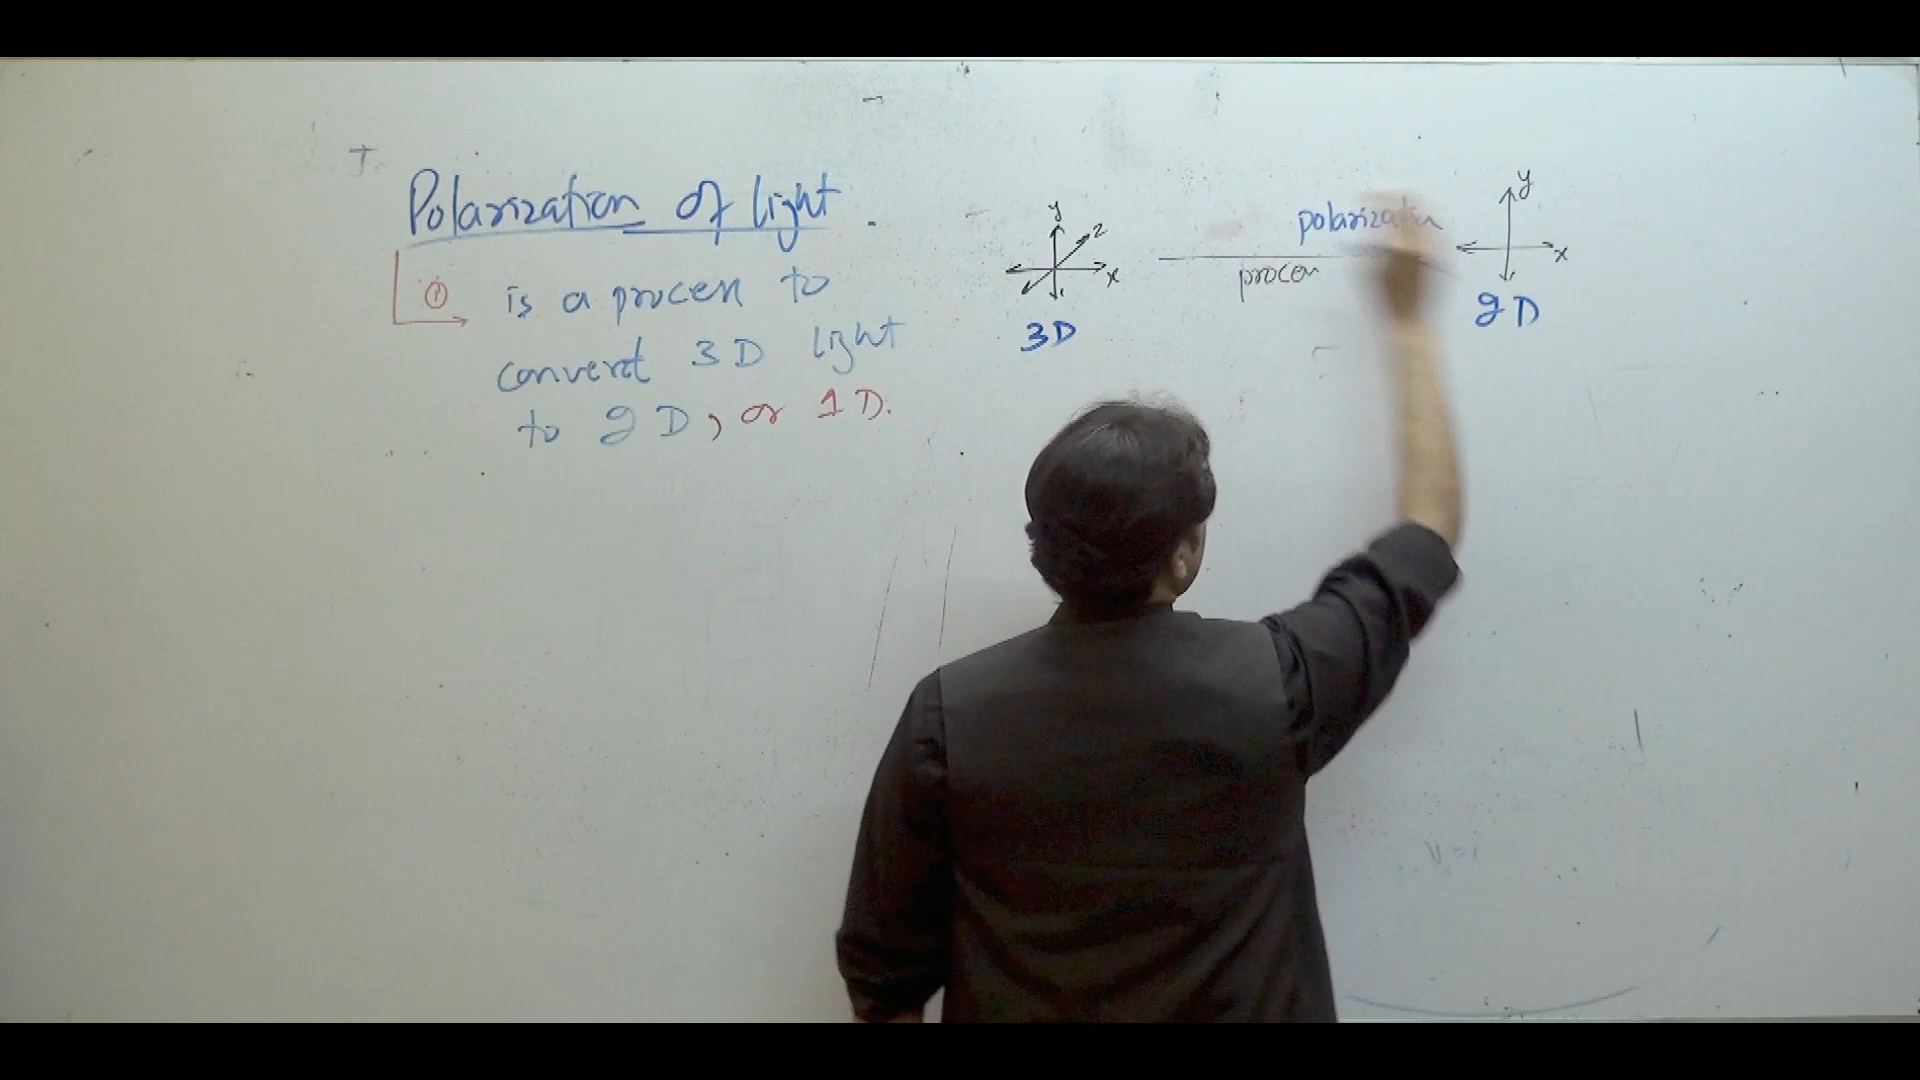 Polarization of light.
① is a process to
convert 3D light
to 2D, or 1D.
y
z
x
3D
polarization
process
y
x
2D